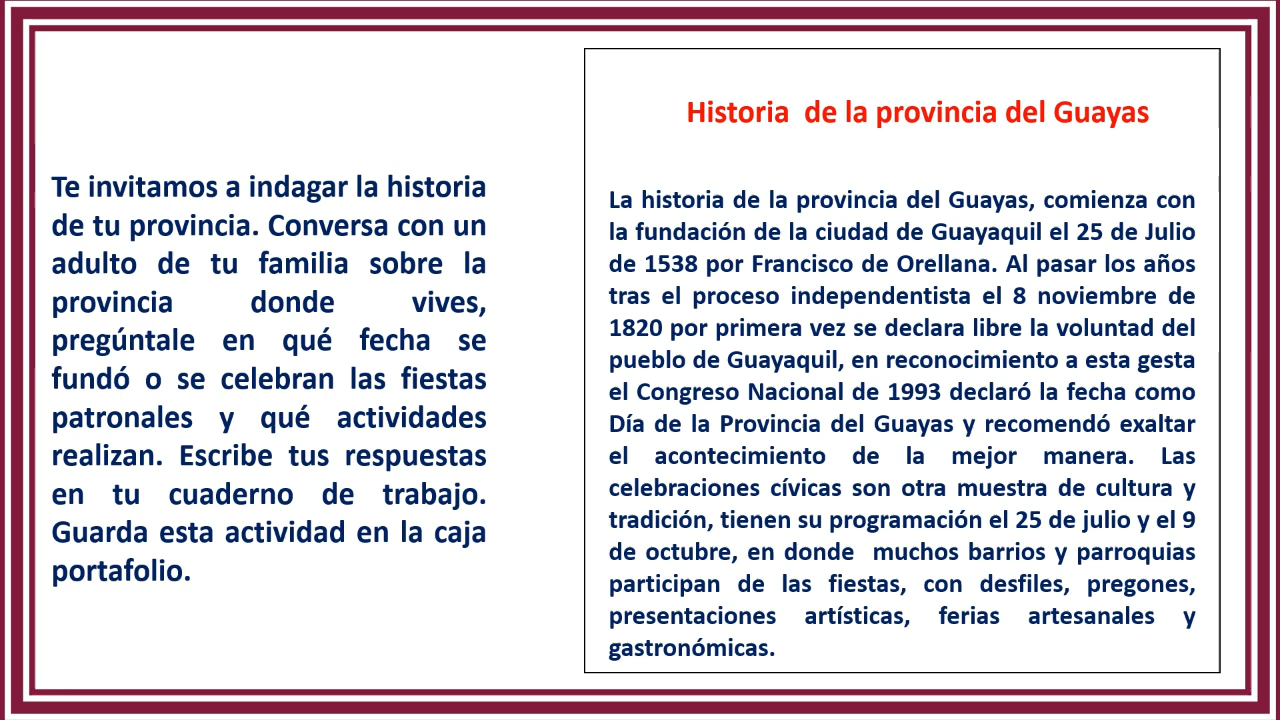 Te invitamos a indagar la historia
de tu provincia. Conversa con un
adulto de tu familia sobre la
provincia donde vives,
pregúntale en qué fecha se
fundó o se celebran las fiestas
patronales y qué actividades
realizan. Escribe tus respuestas
en tu cuaderno de trabajo.
Guarda esta actividad en la caja
portafolio.
Historia de la provincia del Guayas
La historia de la provincia del Guayas, comienza con
la fundación de la ciudad de Guayaquil el 25 de Julio
de 1538 por Francisco de Orellana. Al pasar los años
tras el proceso independentista el 8 noviembre de
1820 por primera vez se declara libre la voluntad del
pueblo de Guayaquil, en reconocimiento a esta gesta
el Congreso Nacional de 1993 declaró la fecha como
Día de la Provincia del Guayas y recomendó exaltar
el acontecimiento de la mejor manera. Las
celebraciones cívicas son otra muestra de cultura y
tradición, tienen su programación el 25 de julio y el 9
de octubre, en donde muchos barrios y parroquias
participan de las fiestas, con desfiles, pregones,
presentaciones artísticas, ferias artesanales y
gastronómicas.